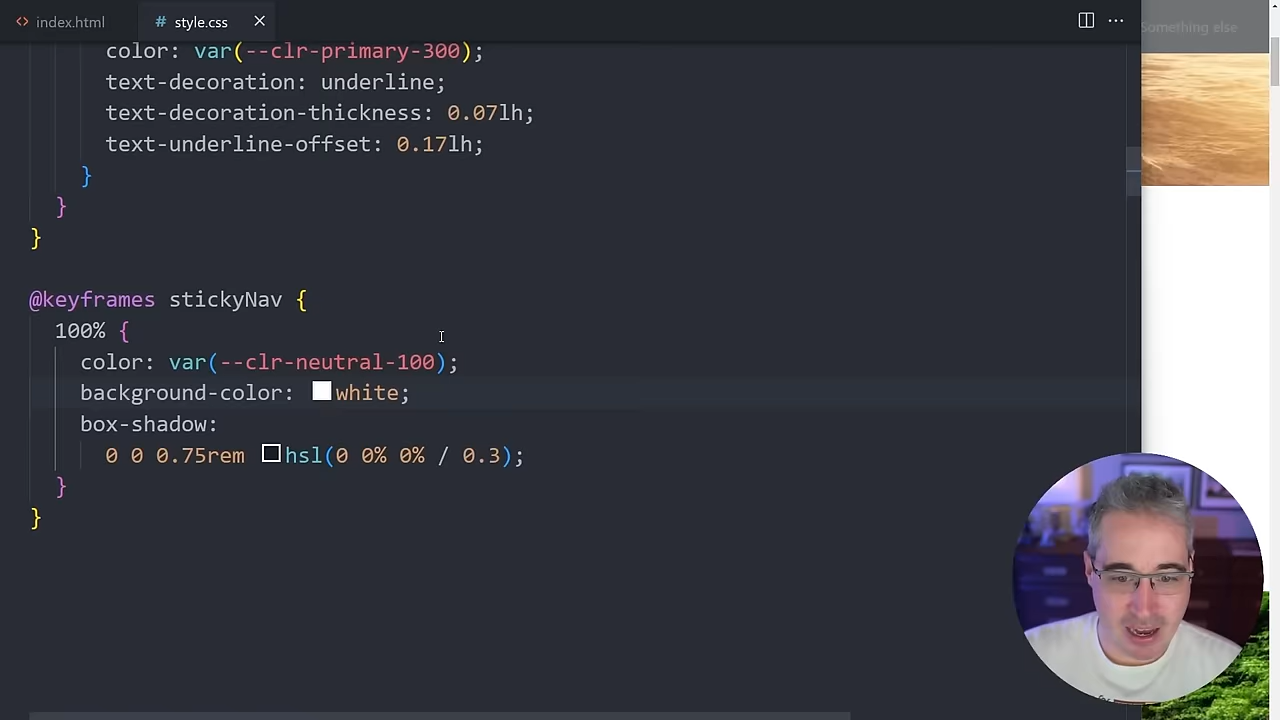 index.html
style.css
Something else
color: var(--clr-primary-300);
text-decoration: underline;
text-decoration-thickness: 0.07lh;
text-underline-offset: 0.17lh;
}
}
}
@keyframes stickyNav {
100% {
color: var(--clr-neutral-100);
background-color: white;
box-shadow:
0 0 0.75rem hsl(0 0% 0% / 0.3);
}
}